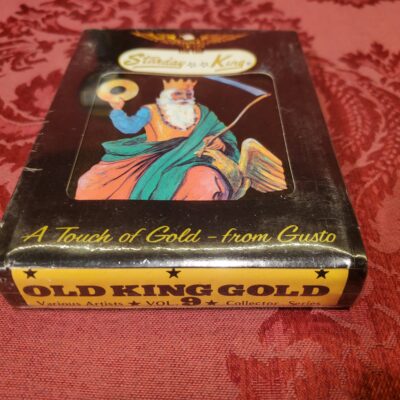 Starday ★★ King
A Touch of Gold - from Gusto
OLD KING GOLD
Various Artists ★ VOL. 9 ★ Collector Series